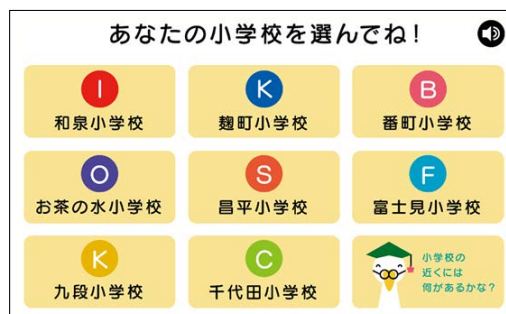 あなたの小学校を選んでね！
I
和泉小学校
K
麹町小学校
B
番町小学校
O
お茶の水小学校
S
昌平小学校
F
富士見小学校
K
九段小学校
C
千代田小学校
小学校の
近くには
何があるかな？